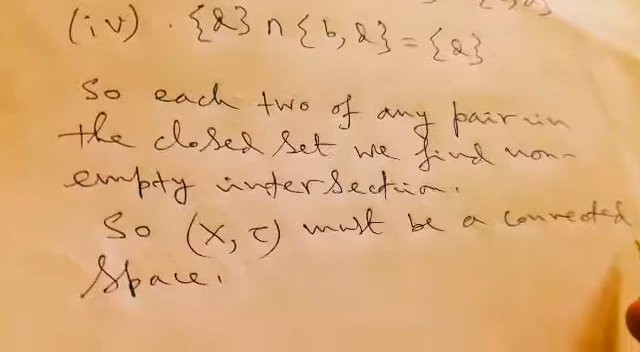 (iv) . {d} ∩ {b, d} = {d}
So each two of any pair in
the closed set we find non-
empty intersection.
So (X, τ) must be a connected
Space.